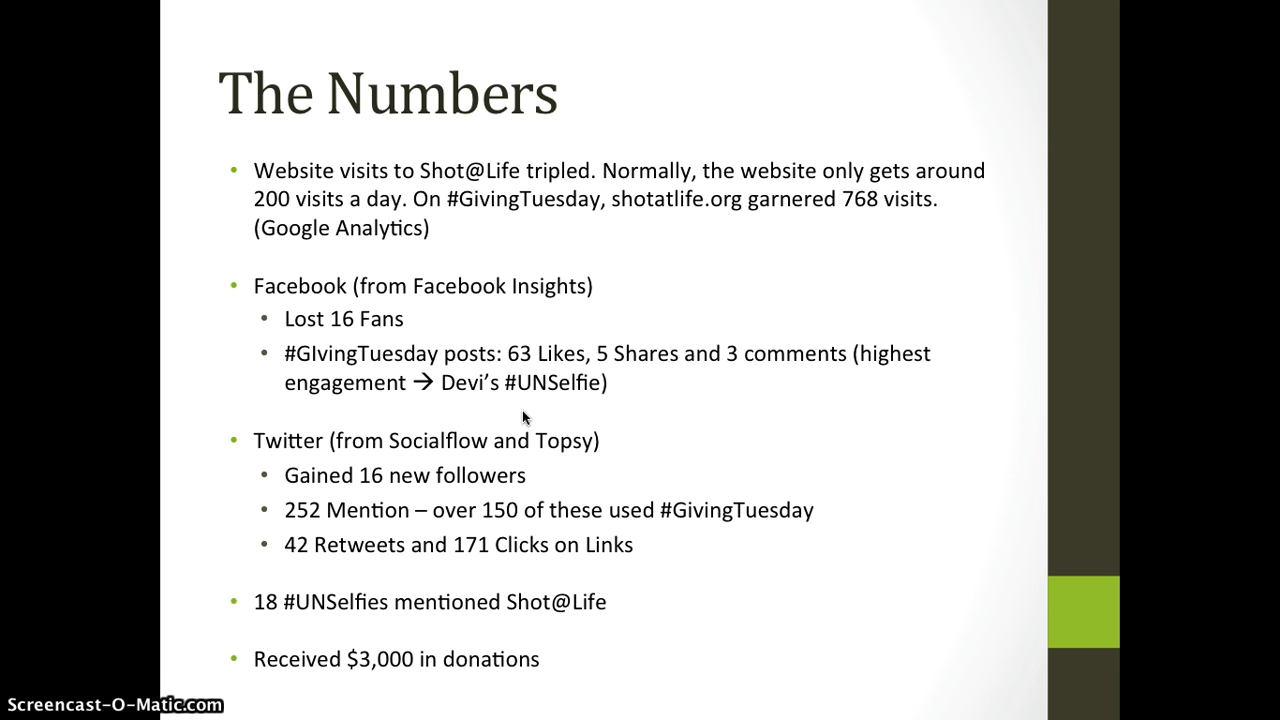 The Numbers
• Website visits to Shot@Life tripled. Normally, the website only gets around
200 visits a day. On #GivingTuesday, shotatlife.org garnered 768 visits.
(Google Analytics)
• Facebook (from Facebook Insights)
• Lost 16 Fans
• #GIvingTuesday posts: 63 Likes, 5 Shares and 3 comments (highest
engagement → Devi’s #UNSelfie)
• Twitter (from Socialflow and Topsy)
• Gained 16 new followers
• 252 Mention – over 150 of these used #GivingTuesday
• 42 Retweets and 171 Clicks on Links
• 18 #UNSelfies mentioned Shot@Life
• Received $3,000 in donations
Screencast-O-Matic.com